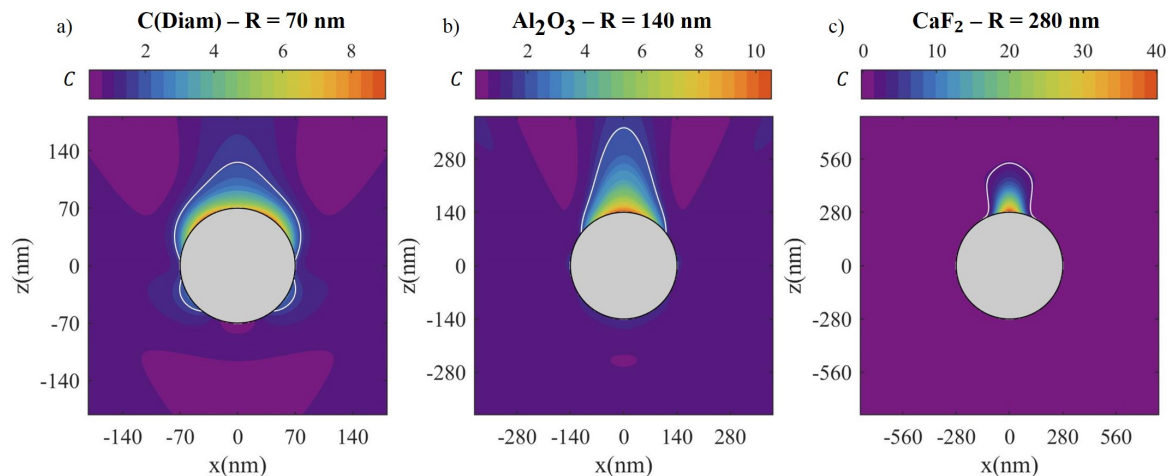 a) C(Diam) – R = 70 nm
2 4 6 8
C
140
70
0
-70
-140
z(nm)
-140 -70 0 70 140
x(nm)
b) Al₂O₃ – R = 140 nm
2 4 6 8 10
C
280
140
0
-140
-280
z(nm)
-280 -140 0 140 280
x(nm)
c) CaF₂ – R = 280 nm
0 10 20 30 40
C
560
280
0
-280
-560
z(nm)
-560 -280 0 280 560
x(nm)